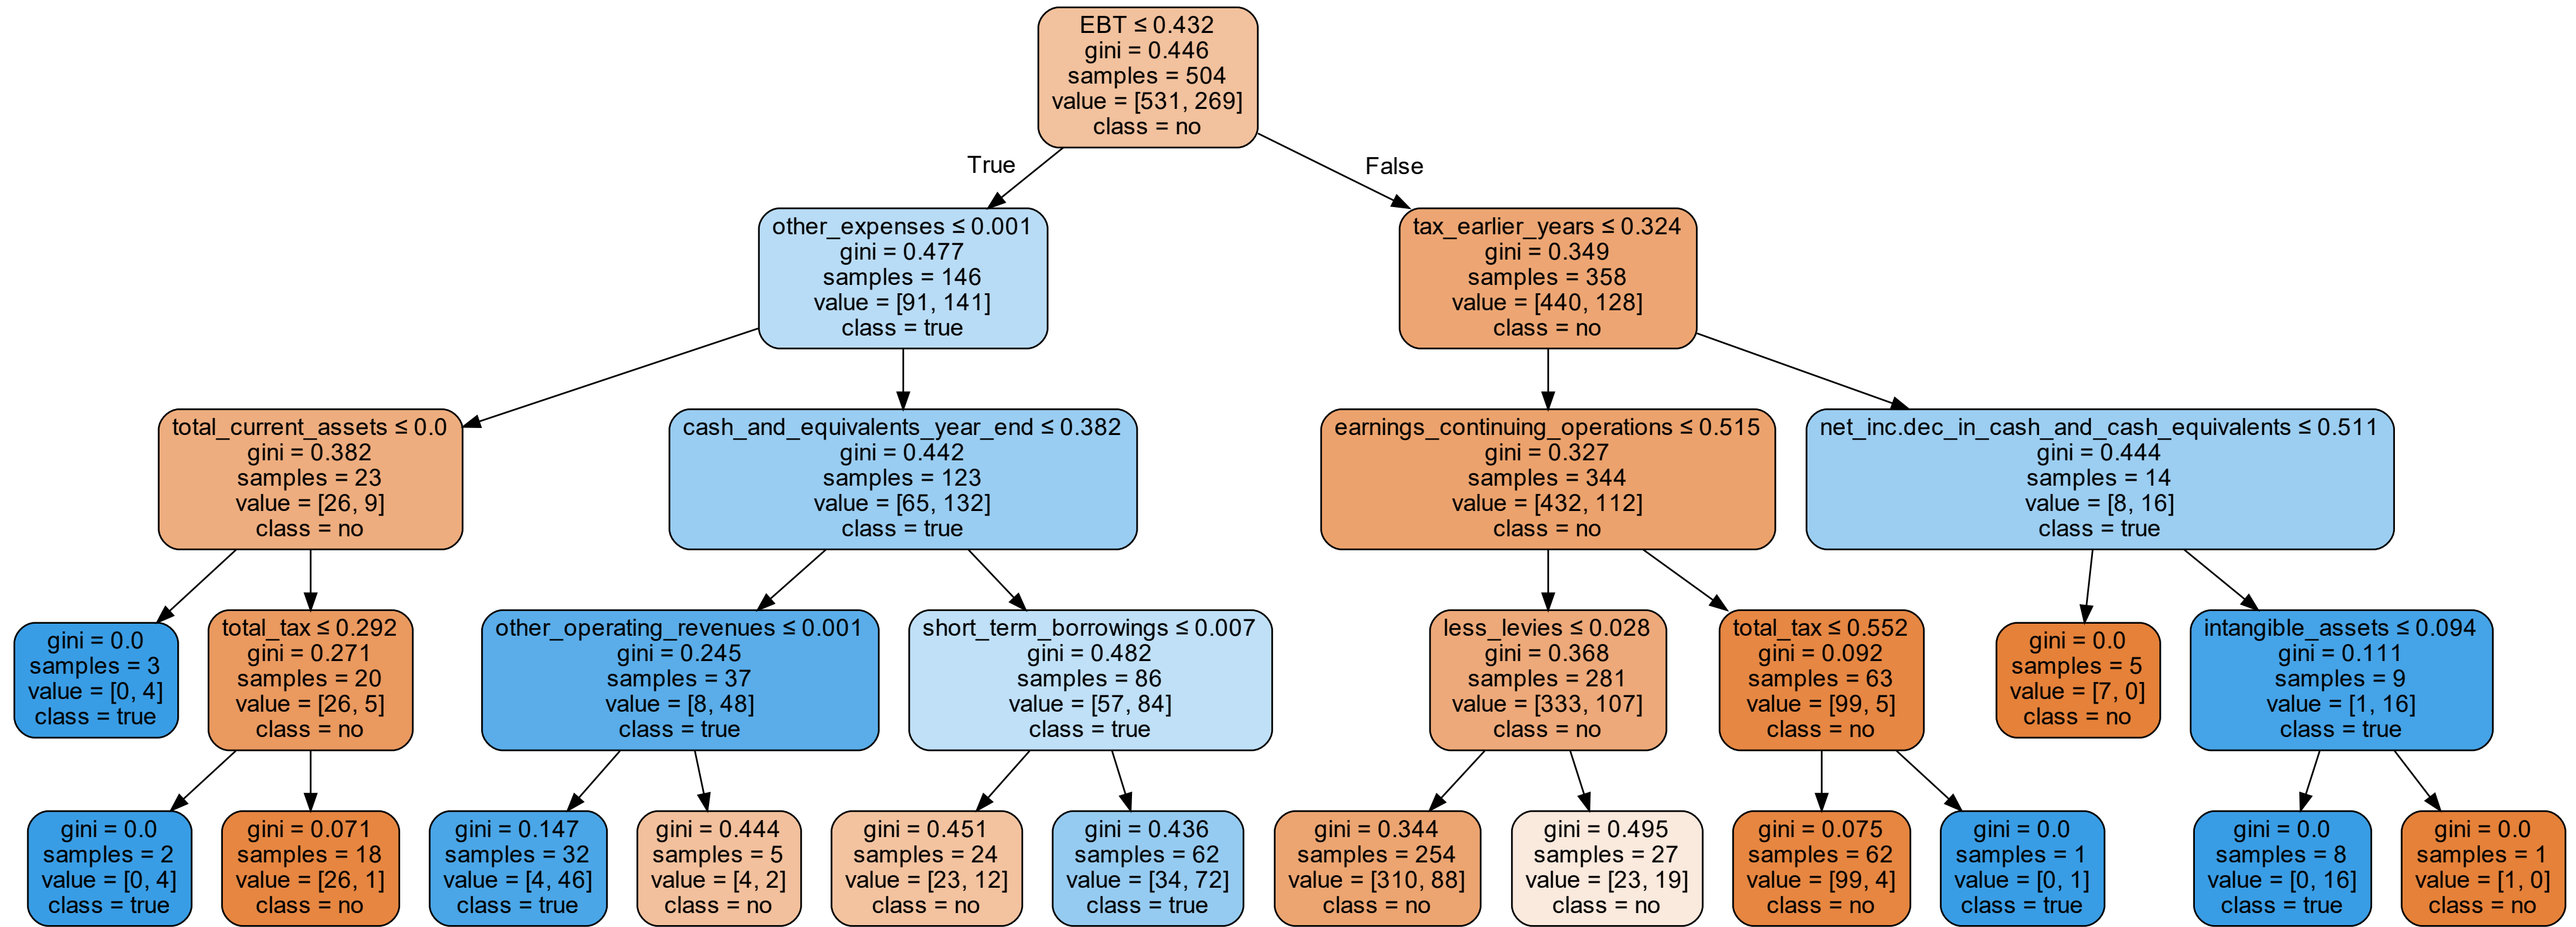 EBT ≤ 0.432
gini = 0.446
samples = 504
value = [531, 269]
class = no
True
False
other_expenses ≤ 0.001
gini = 0.477
samples = 146
value = [91, 141]
class = true
tax_earlier_years ≤ 0.324
gini = 0.349
samples = 358
value = [440, 128]
class = no
total_current_assets ≤ 0.0
gini = 0.382
samples = 23
value = [26, 9]
class = no
cash_and_equivalents_year_end ≤ 0.382
gini = 0.442
samples = 123
value = [65, 132]
class = true
earnings_continuing_operations ≤ 0.515
gini = 0.327
samples = 344
value = [432, 112]
class = no
net_inc.dec_in_cash_and_cash_equivalents ≤ 0.511
gini = 0.444
samples = 14
value = [8, 16]
class = true
gini = 0.0
samples = 3
value = [0, 4]
class = true
total_tax ≤ 0.292
gini = 0.271
samples = 20
value = [26, 5]
class = no
other_operating_revenues ≤ 0.001
gini = 0.245
samples = 37
value = [8, 48]
class = true
short_term_borrowings ≤ 0.007
gini = 0.482
samples = 86
value = [57, 84]
class = true
less_levies ≤ 0.028
gini = 0.368
samples = 281
value = [333, 107]
class = no
total_tax ≤ 0.552
gini = 0.092
samples = 63
value = [99, 5]
class = no
gini = 0.0
samples = 5
value = [7, 0]
class = no
intangible_assets ≤ 0.094
gini = 0.111
samples = 9
value = [1, 16]
class = true
gini = 0.0
samples = 2
value = [0, 4]
class = true
gini = 0.071
samples = 18
value = [26, 1]
class = no
gini = 0.147
samples = 32
value = [4, 46]
class = true
gini = 0.444
samples = 5
value = [4, 2]
class = no
gini = 0.451
samples = 24
value = [23, 12]
class = no
gini = 0.436
samples = 62
value = [34, 72]
class = true
gini = 0.344
samples = 254
value = [310, 88]
class = no
gini = 0.495
samples = 27
value = [23, 19]
class = no
gini = 0.075
samples = 62
value = [99, 4]
class = no
gini = 0.0
samples = 1
value = [0, 1]
class = true
gini = 0.0
samples = 8
value = [0, 16]
class = true
gini = 0.0
samples = 1
value = [1, 0]
class = no